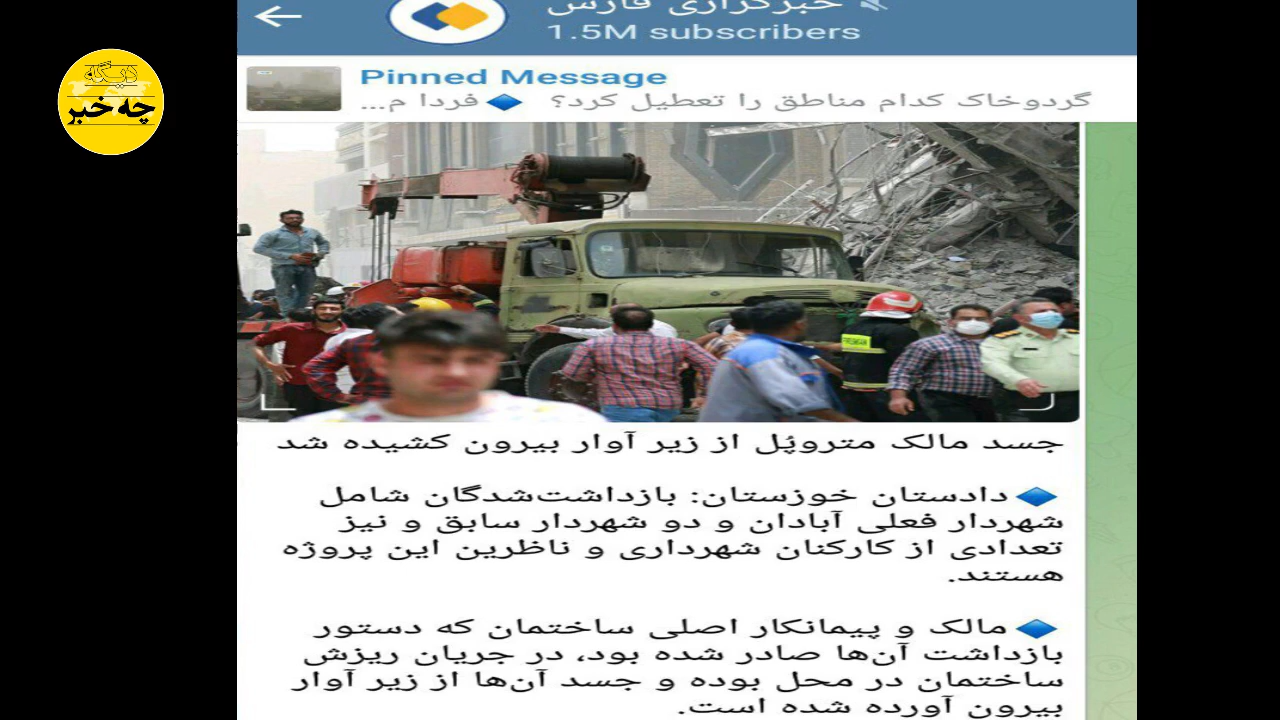 خبرگزاری فارس
1.5M subscribers
Pinned Message
گردوخاک کدام مناطق را تعطیل کرد؟ 🔷 فردا م...
دیگه
چه خبر
جسد مالک متروپُل از زیر آوار بیرون کشیده شد
🔷 دادستان خوزستان: بازداشت‌شدگان شامل
شهردار فعلی آبادان و دو شهردار سابق و نیز
تعدادی از کارکنان شهرداری و ناظرین این پروژه
هستند.
🔷 مالک و پیمانکار اصلی ساختمان که دستور
بازداشت آن‌ها صادر شده بود، در جریان ریزش
ساختمان در محل بوده و جسد آن‌ها از زیر آوار
بیرون آورده شده است.